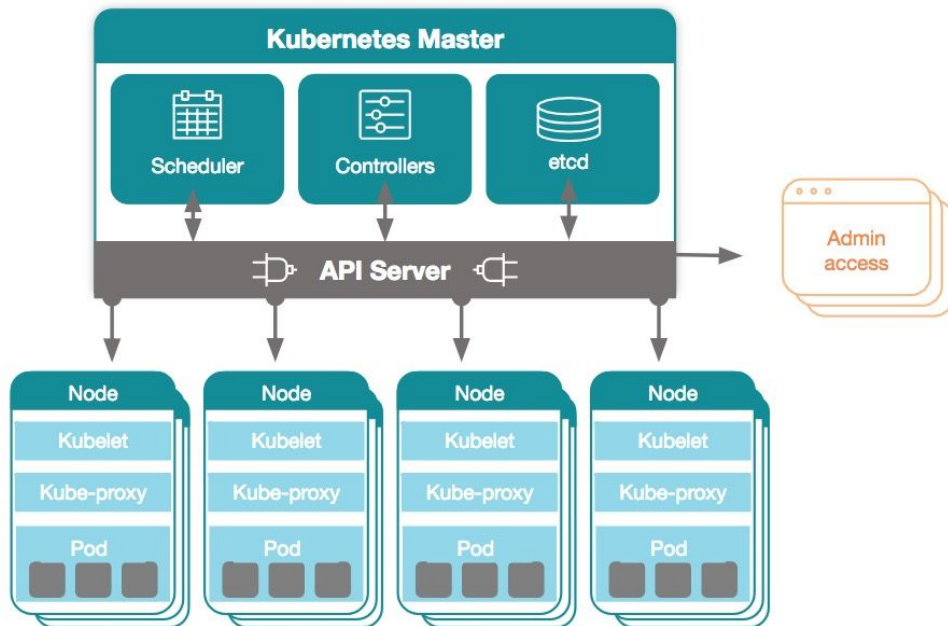 Kubernetes Master
Scheduler
Controllers
etcd
API Server
Admin
access
Node
Node
Node
Node
Kubelet
Kubelet
Kubelet
Kubelet
Kube-proxy
Kube-proxy
Kube-proxy
Kube-proxy
Pod
Pod
Pod
Pod